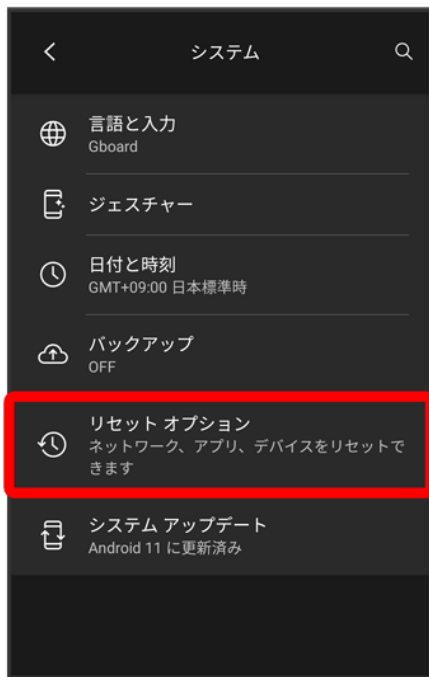 システム
言語と入力
Gboard
ジェスチャー
日付と時刻
GMT+09:00 日本標準時
バックアップ
OFF
リセット オプション
ネットワーク、アプリ、デバイスをリセットで
きます
システム アップデート
Android 11 に更新済み